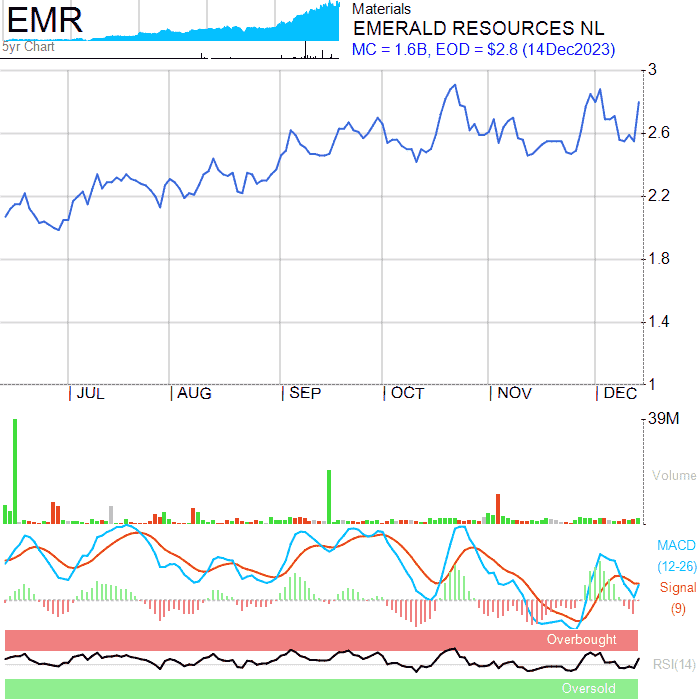 EMR
5yr Chart
Materials
EMERALD RESOURCES NL
MC = 1.6B, EOD = $2.8 (14Dec2023)
3
2.6
2.2
1.8
1.4
1
JUL AUG SEP OCT NOV DEC
39M
Volume
MACD
(12-26)
Signal
(9)
Overbought
RSI(14)
Oversold